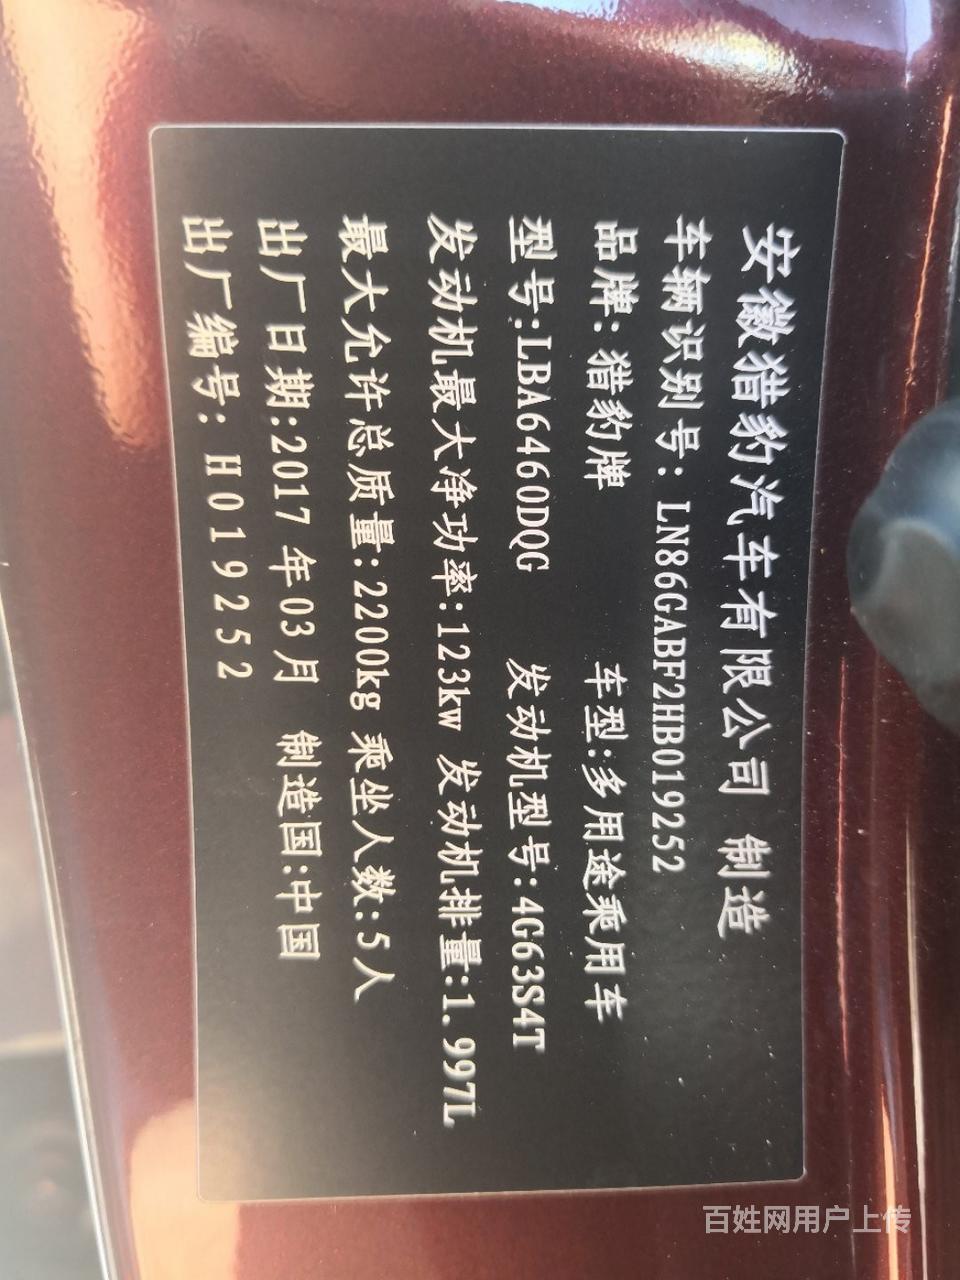 安徽猎豹汽车有限公司 制造
车辆识别号: LN86GABF2HB019252
品牌: 猎豹牌 车型:多用途乘用车
型号:LBA6460DQG 发动机型号:4G63S4T
发动机最大净功率:123kw 发动机排量:1.997L
最大允许总质量:2200kg 乘坐人数:5人
出厂日期:2017年03月 制造国:中国
出厂编号: H019252
百姓网用户上传